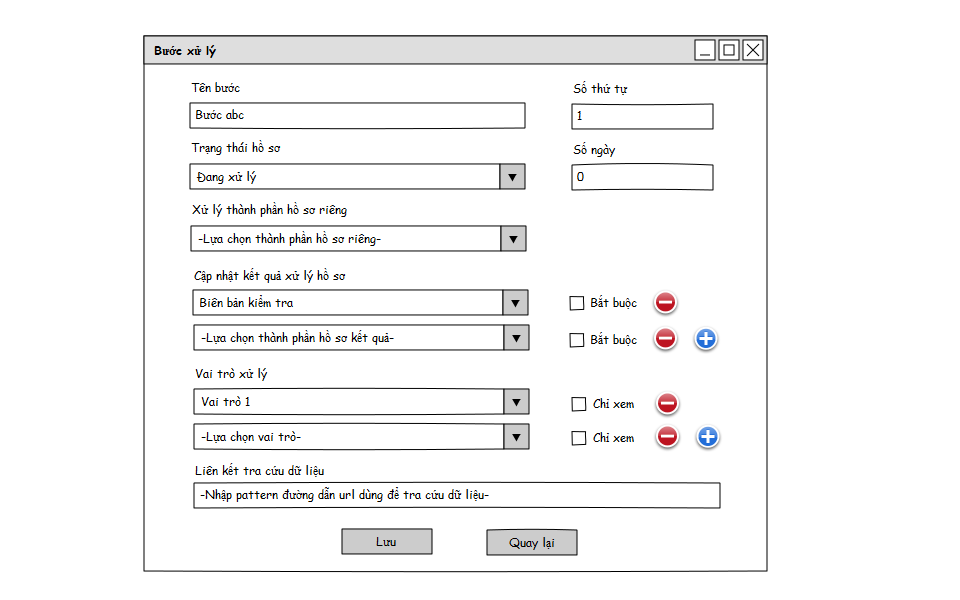 Bước xử lý
Tên bước
Số thứ tự
Bước abc
1
Trạng thái hồ sơ
Số ngày
Đang xử lý
0
Xử lý thành phần hồ sơ riêng
-Lựa chọn thành phần hồ sơ riêng-
Cập nhật kết quả xử lý hồ sơ
Biên bản kiểm tra
Bắt buộc
-Lựa chọn thành phần hồ sơ kết quả-
Bắt buộc
Vai trò xử lý
Vai trò 1
Chỉ xem
-Lựa chọn vai trò-
Chỉ xem
Liên kết tra cứu dữ liệu
-Nhập pattern đường dẫn url dùng để tra cứu dữ liệu-
Lưu
Quay lại